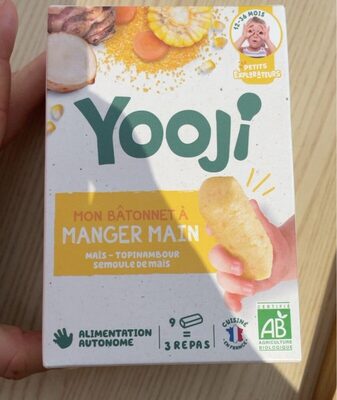 12-36 MOIS
PETITS
EXPLORATEURS
YOOJi
MON BÂTONNET À
MANGER MAIN
MAÏS - TOPINAMBOUR
SEMOULE DE MAÏS
ALIMENTATION
AUTONOME
9
=
3 REPAS
CUISINÉ
EN FRANCE
CERTIFIÉ
AB
AGRICULTURE
BIOLOGIQUE